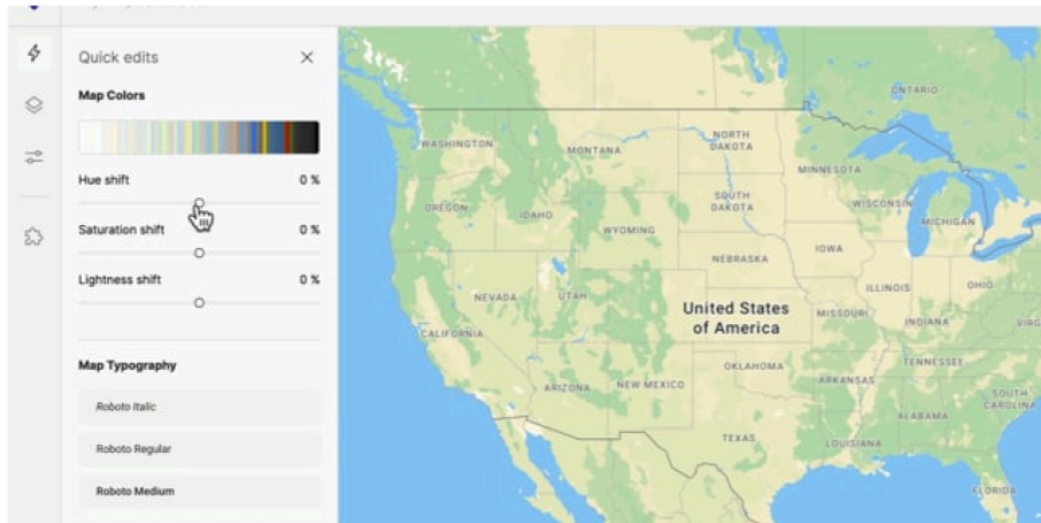 Quick edits
Map Colors
Hue shift 0 %
Saturation shift 0 %
Lightness shift 0 %
Map Typography
Roboto Italic
Roboto Regular
Roboto Medium
ONTARIO
WASHINGTON
MONTANA
NORTH
DAKOTA
MINNESOTA
OREGON
IDAHO
SOUTH
DAKOTA
WISCONSIN
MICHIGAN
WYOMING
IOWA
NEBRASKA
ILLINOIS
OHIO
NEVADA
UTAH
United States
of America
MISSOURI
INDIANA
VIRG
CALIFORNIA
OKLAHOMA
TENNESSEE
ARIZONA
NEW MEXICO
ARKANSAS
SOUTH
CAROLINA
ALABAMA
TEXAS
LOUISIANA
FLORIDA